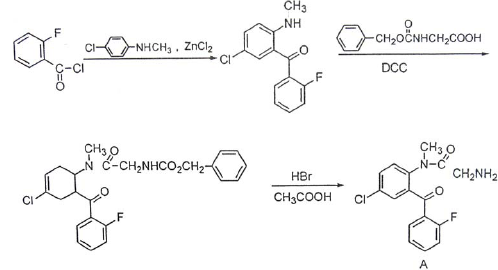 F
C-Cl
O
Cl
NHCH₃ , ZnCl₂
CH₃
NH
O
Cl
F
O
CH₂OCNHCH₂COOH
DCC
CH₃
O
N C-CH₂NHCO₂CH₂
O
Cl
F
HBr
CH₃COOH
CH₃ O
N-C
CH₂NH₂
O
Cl
F
A